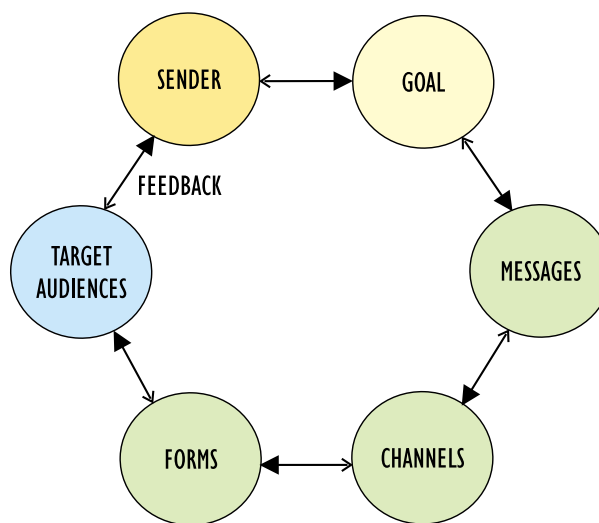 SENDER
GOAL
FEEDBACK
TARGET
AUDIENCES
MESSAGES
FORMS
CHANNELS